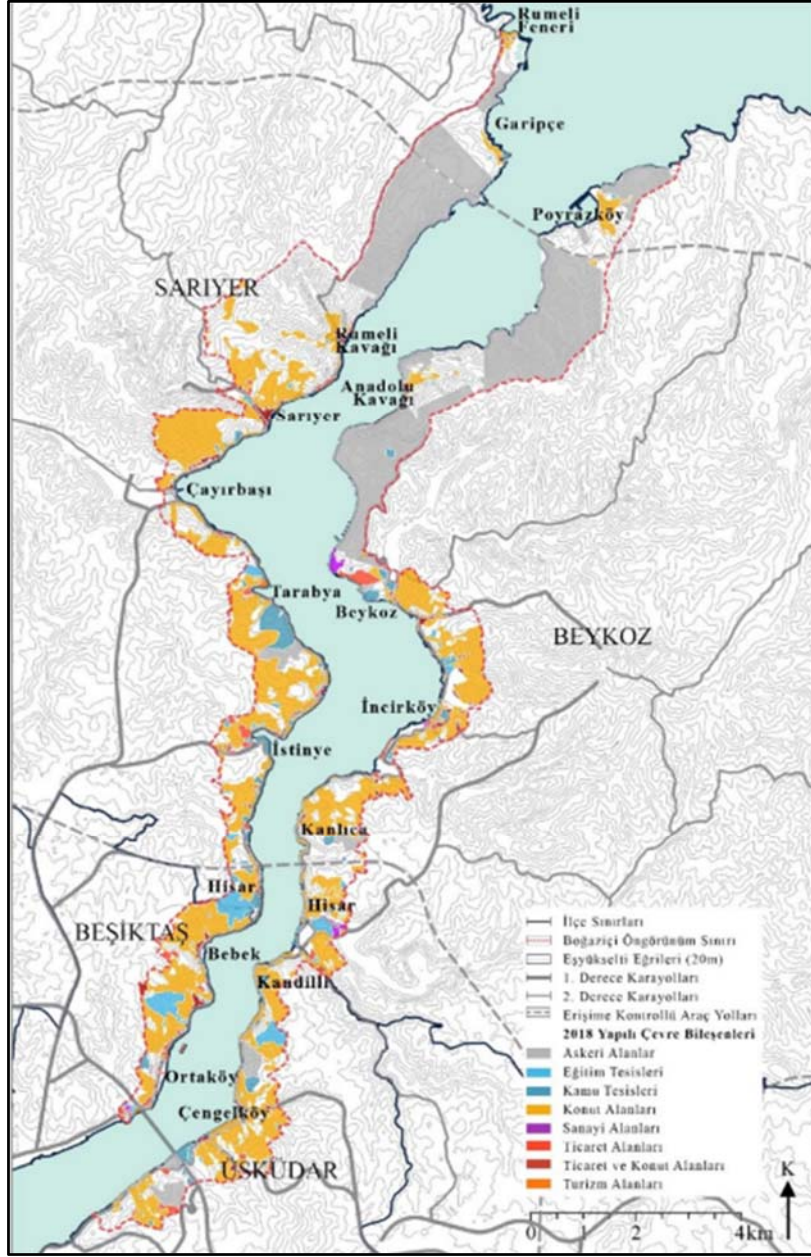 Rumeli
Feneri
Garipçe
Poyrazköy
SARIYER
Rumeli
Kavağı
Anadolu
Kavağı
Sarıyer
Çayırbaşı
Tarabya
Beykoz
BEYKOZ
İncirköy
İstinye
Kanlıca
Hisar
Hisar
BEŞİKTAŞ
Bebek
Kandilli
Ortaköy
Çengelköy
ÜSKÜDAR
İlçe Sınırları
Boğaziçi Öngörünüm Sınırı
Eşyükselti Eğrileri (20m)
1. Derece Karayolları
2. Derece Karayolları
Erişime Kontrollü Araç Yolları
2018 Yapılı Çevre Bileşenleri
Askeri Alanlar
Eğitim Tesisleri
Kamu Tesisleri
Konut Alanları
Sanayi Alanları
Ticaret Alanları
Ticaret ve Konut Alanları
Turizm Alanları
K
0 2 4km